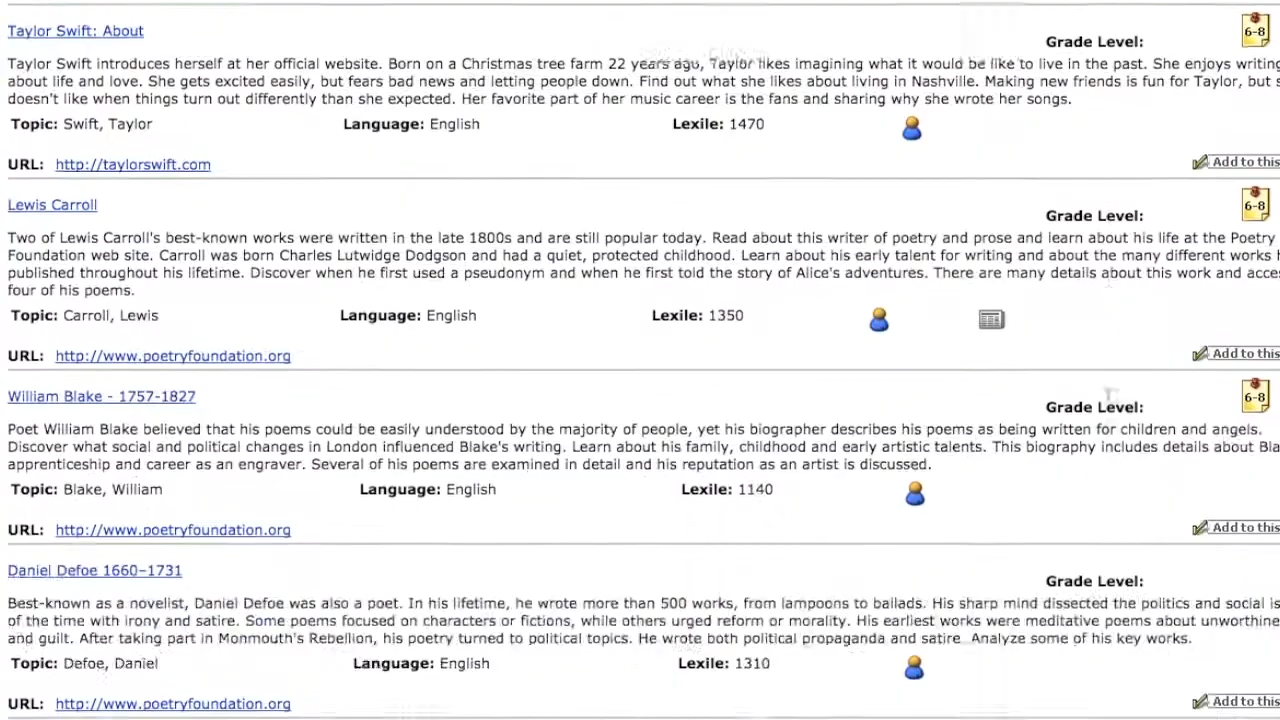 Taylor Swift: About
Grade Level:
6-8
Taylor Swift introduces herself at her official website. Born on a Christmas tree farm 22 years ago, Taylor likes imagining what it would be like to live in the past. She enjoys writing
about life and love. She gets excited easily, but fears bad news and letting people down. Find out what she likes about living in Nashville. Making new friends is fun for Taylor, but s
doesn't like when things turn out differently than she expected. Her favorite part of her music career is the fans and sharing why she wrote her songs.
Topic: Swift, Taylor Language: English Lexile: 1470
URL: http://taylorswift.com Add to this
Lewis Carroll
Grade Level:
6-8
Two of Lewis Carroll's best-known works were written in the late 1800s and are still popular today. Read about this writer of poetry and prose and learn about his life at the Poetry
Foundation web site. Carroll was born Charles Lutwidge Dodgson and had a quiet, protected childhood. Learn about his early talent for writing and about the many different works h
published throughout his lifetime. Discover when he first used a pseudonym and when he first told the story of Alice's adventures. There are many details about this work and acce
four of his poems.
Topic: Carroll, Lewis Language: English Lexile: 1350
URL: http://www.poetryfoundation.org Add to this
William Blake - 1757-1827
Grade Level:
6-8
Poet William Blake believed that his poems could be easily understood by the majority of people, yet his biographer describes his poems as being written for children and angels.
Discover what social and political changes in London influenced Blake's writing. Learn about his family, childhood and early artistic talents. This biography includes details about Bla
apprenticeship and career as an engraver. Several of his poems are examined in detail and his reputation as an artist is discussed.
Topic: Blake, William Language: English Lexile: 1140
URL: http://www.poetryfoundation.org Add to this
Daniel Defoe 1660–1731
Grade Level:
Best-known as a novelist, Daniel Defoe was also a poet. In his lifetime, he wrote more than 500 works, from lampoons to ballads. His sharp mind dissected the politics and social is
of the time with irony and satire. Some poems focused on characters or fictions, while others urged reform or morality. His earliest works were meditative poems about unworthine
and guilt. After taking part in Monmouth's Rebellion, his poetry turned to political topics. He wrote both political propaganda and satire. Analyze some of his key works.
Topic: Defoe, Daniel Language: English Lexile: 1310
URL: http://www.poetryfoundation.org Add to this